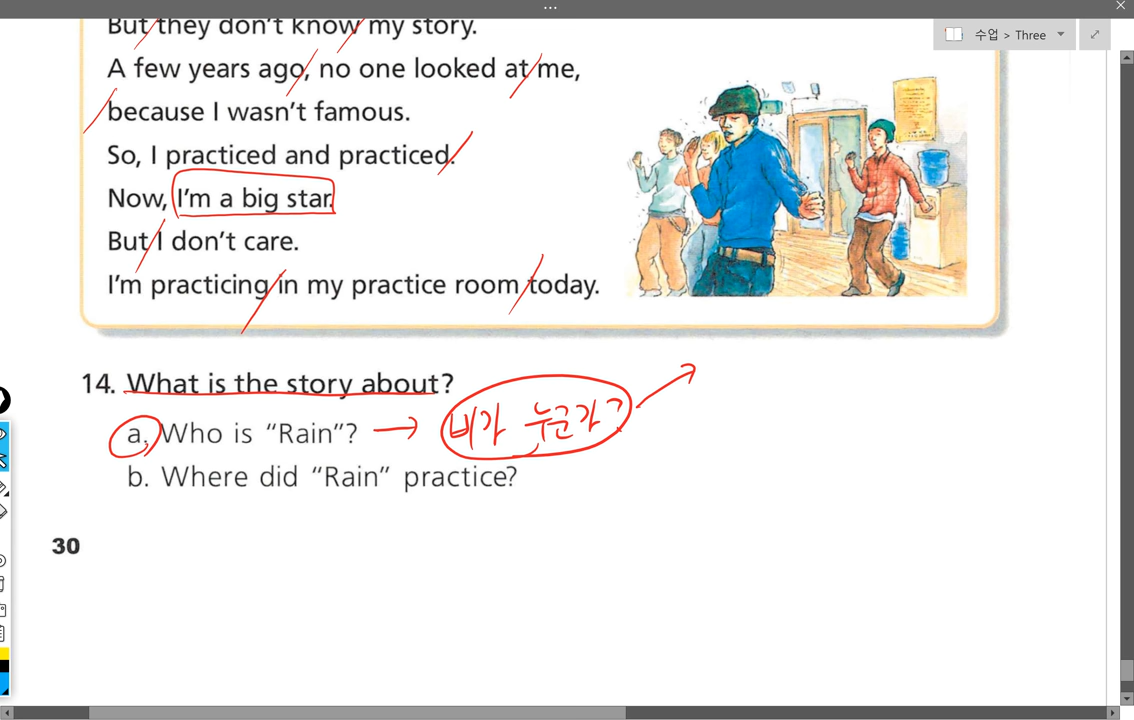 수업 > Three
But they don't know my story.
A few years ago, no one looked at me,
because I wasn't famous.
So, I practiced and practiced.
Now, I'm a big star.
But I don't care.
I'm practicing in my practice room today.
14. What is the story about?
a. Who is “Rain”? → 비가 누군가?
b. Where did “Rain” practice?
30